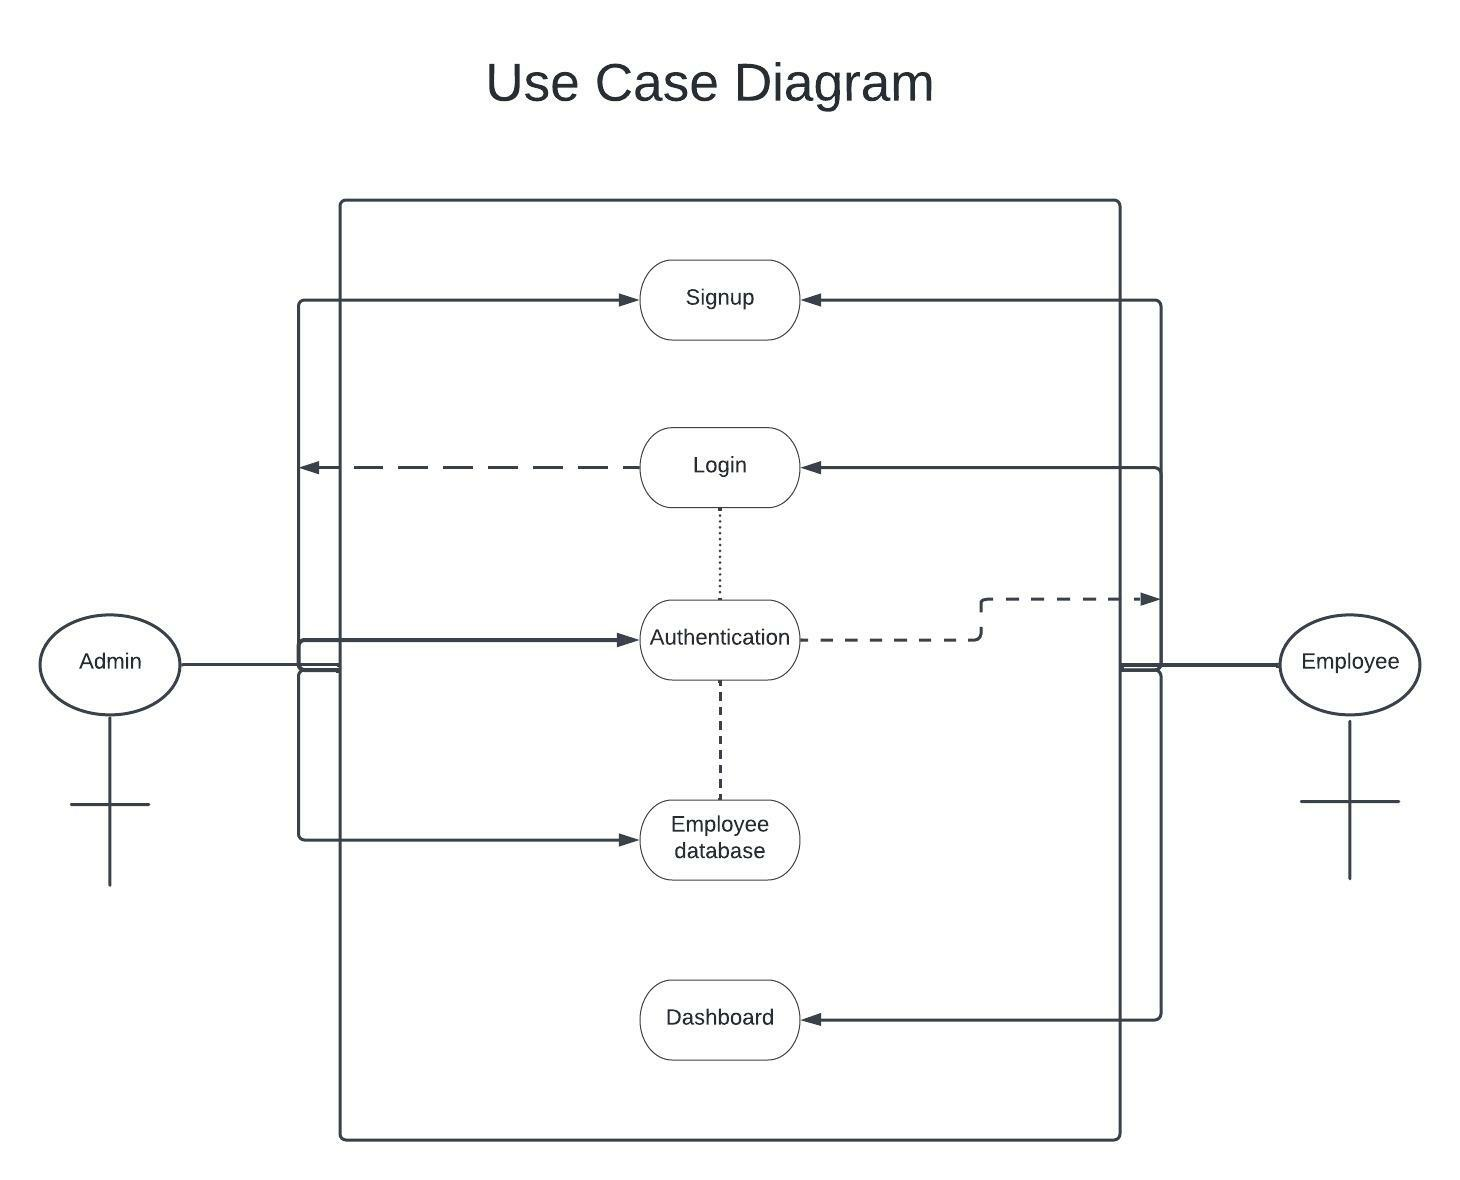 Use Case Diagram
Signup
Login
Authentication
Admin
Employee
Employee
database
Dashboard